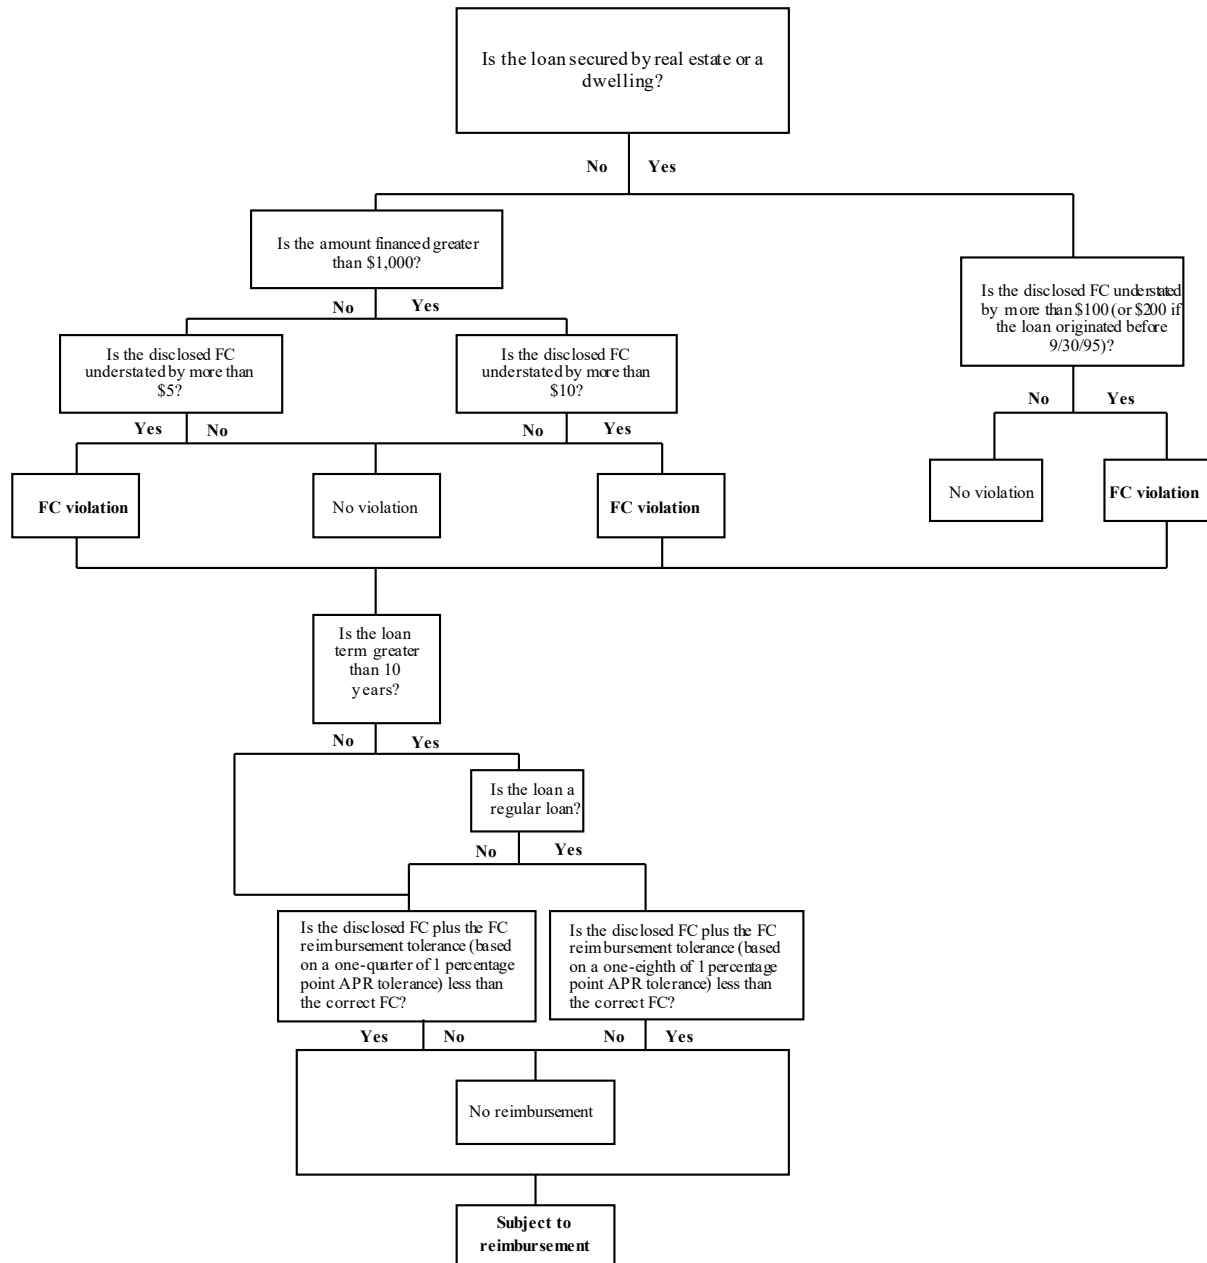 Is the loan secured by real estate or a
dwelling?
No
Yes
Is the amount financed greater
than $1,000?
No
Yes
Is the disclosed FC understated
by more than $100 (or $200 if
the loan originated before
9/30/95)?
Is the disclosed FC
understated by more than
$5?
Is the disclosed FC
understated by more than
$10?
No
Yes
Yes
No
No
Yes
FC violation
No violation
FC violation
No violation
FC violation
Is the loan
term greater
than 10
years?
No
Yes
Is the loan a
regular loan?
No
Yes
Is the disclosed FC plus the FC
reimbursement tolerance (based
on a one-quarter of 1 percentage
point APR tolerance) less than
the correct FC?
Is the disclosed FC plus the FC
reimbursement tolerance (based
on a one-eighth of 1 percentage
point APR tolerance) less than
the correct FC?
Yes
No
No
Yes
No reimbursement
Subject to
reimbursement